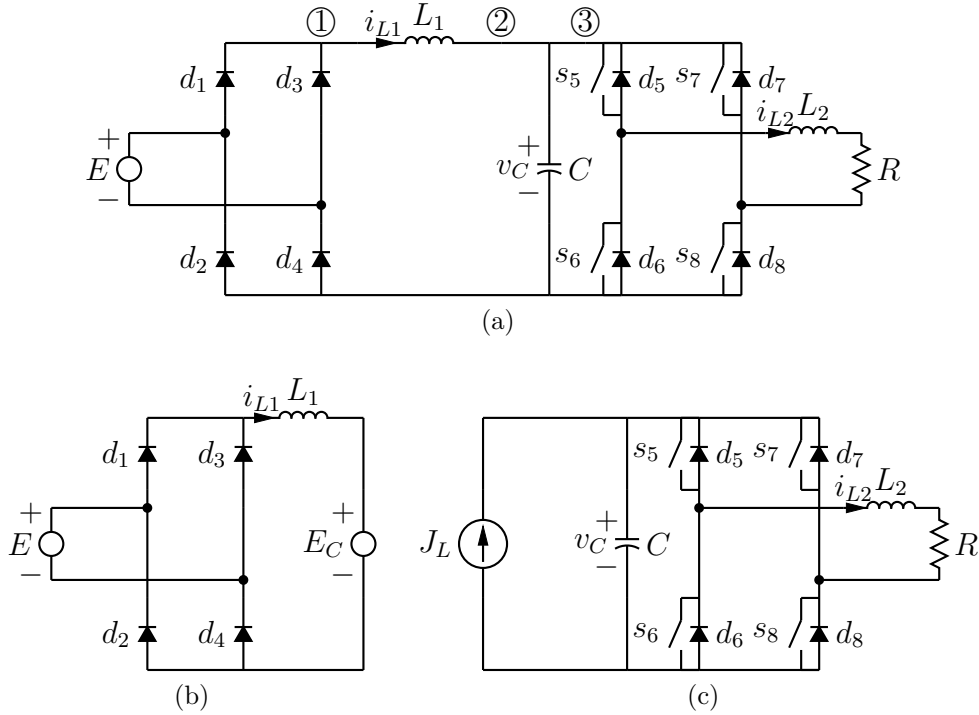 ① ② ③
i_{L1} L_1
d_1 d_3 s_5 d_5 s_7 d_7
i_{L2} L_2
+ E −
+ v_C − C
R
d_2 d_4 s_6 d_6 s_8 d_8
(a)
i_{L1} L_1
d_1 d_3
+ E −
+ E_C −
d_2 d_4
(b)
s_5 d_5 s_7 d_7
i_{L2} L_2
J_L
+ v_C − C
R
s_6 d_6 s_8 d_8
(c)